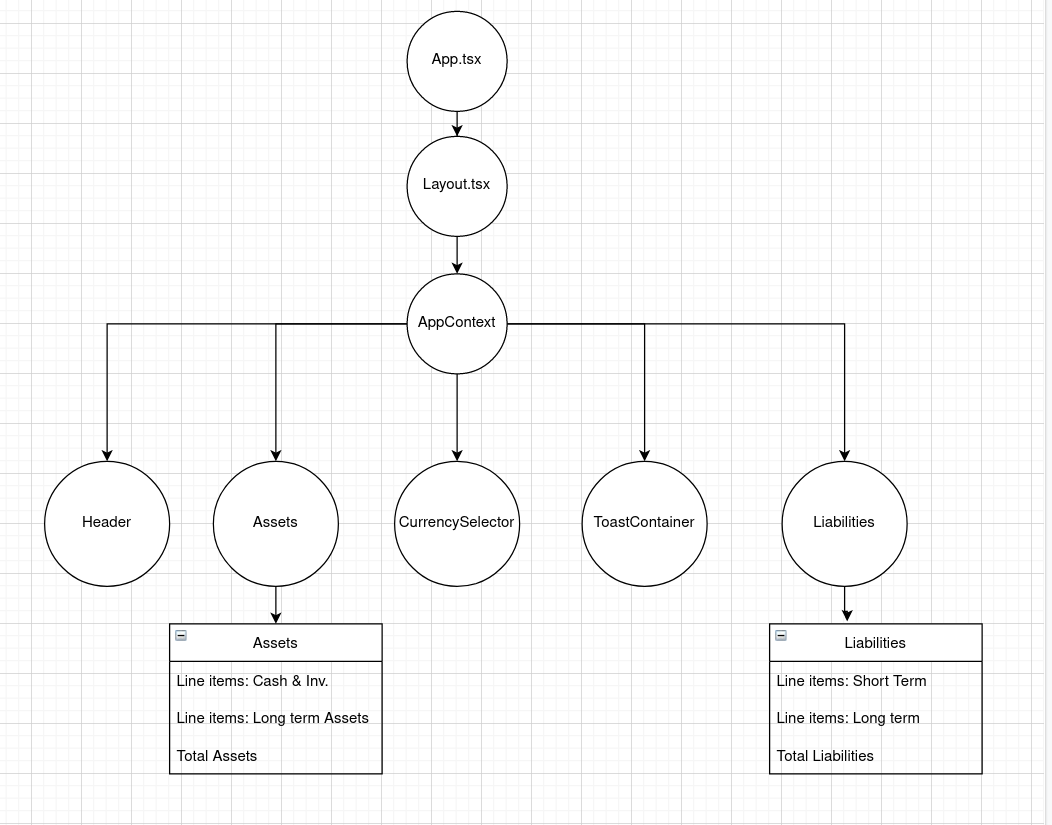 App.tsx
Layout.tsx
AppContext
Header
Assets
CurrencySelector
ToastContainer
Liabilities
Assets
Line items: Cash & Inv.
Line items: Long term Assets
Total Assets
Liabilities
Line items: Short Term
Line items: Long term
Total Liabilities